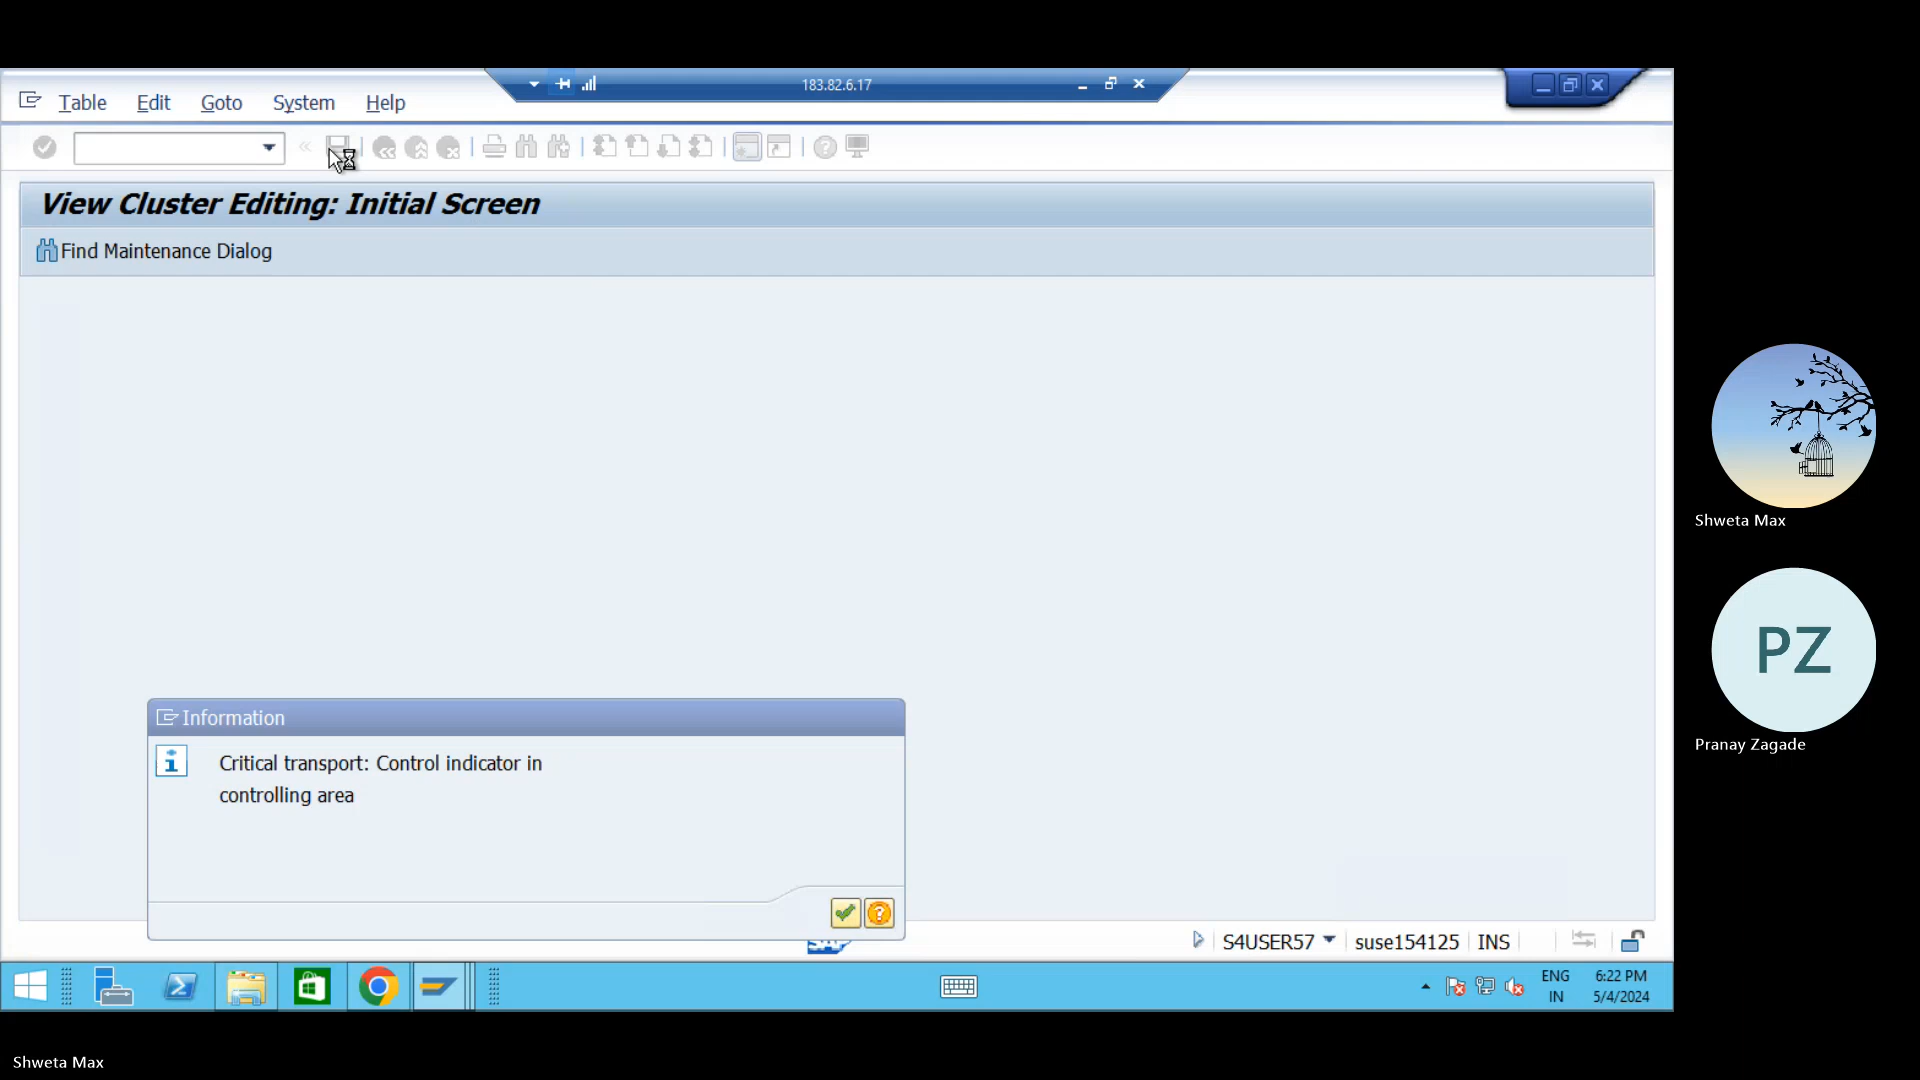 183.82.6.17
Table Edit Goto System Help
View Cluster Editing: Initial Screen
Find Maintenance Dialog
Information
Critical transport: Control indicator in
controlling area
SAP
S4USER57 suse154125 INS
ENG 6:22 PM
IN 5/4/2024
Shweta Max
PZ
Pranay Zagade
Shweta Max